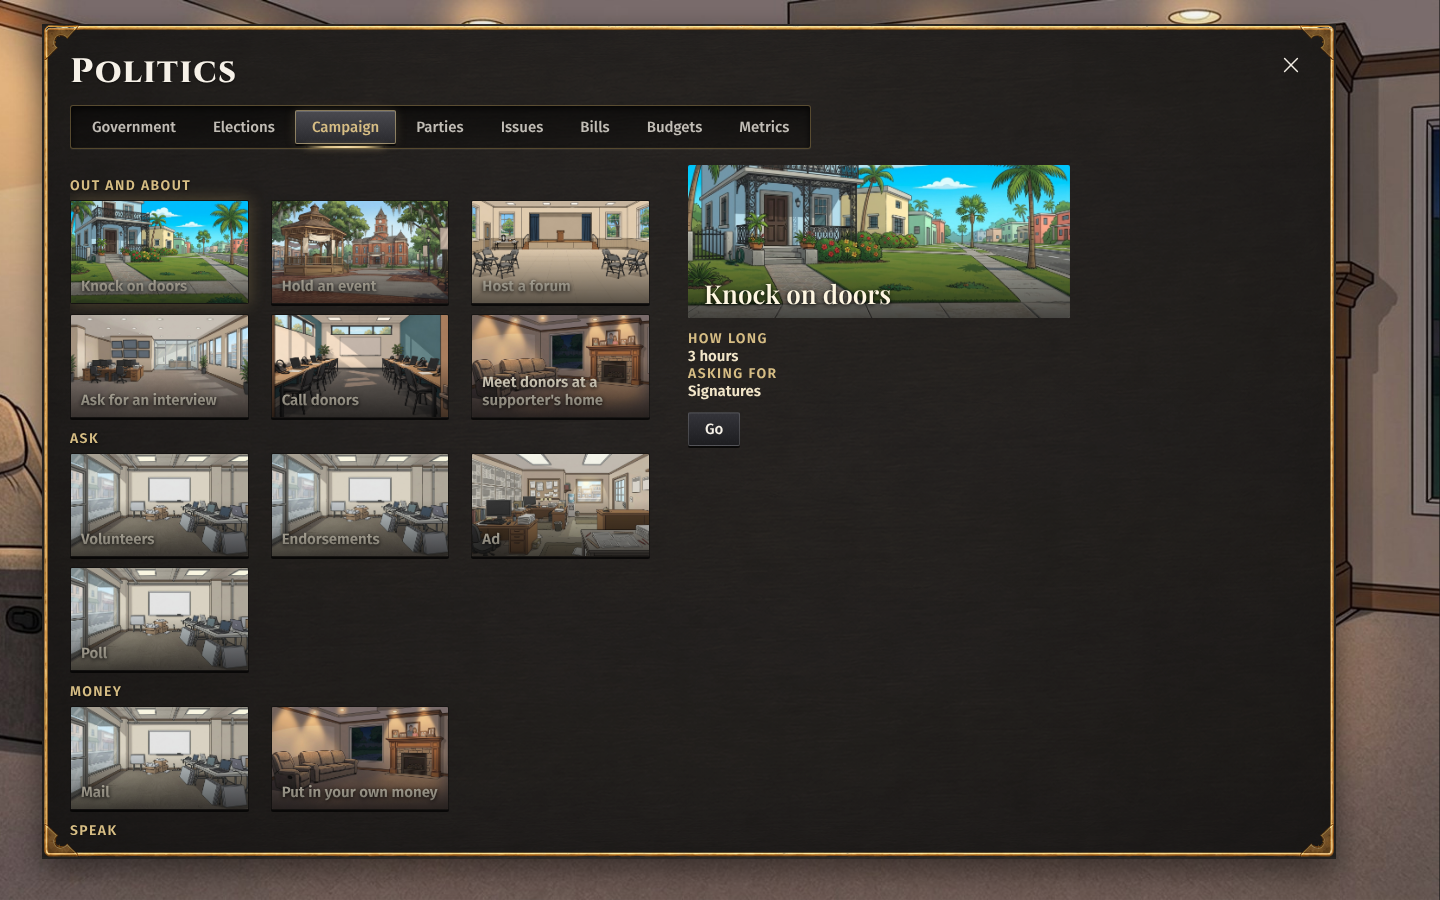 Politics
Government
Elections
Campaign
Parties
Issues
Bills
Budgets
Metrics
OUT AND ABOUT
Knock on doors
Hold an event
Host a forum
Ask for an interview
Call donors
Meet donors at a
supporter's home
ASK
Volunteers
Endorsements
Ad
Poll
MONEY
Mail
Put in your own money
SPEAK
Knock on doors
HOW LONG
3 hours
ASKING FOR
Signatures
Go